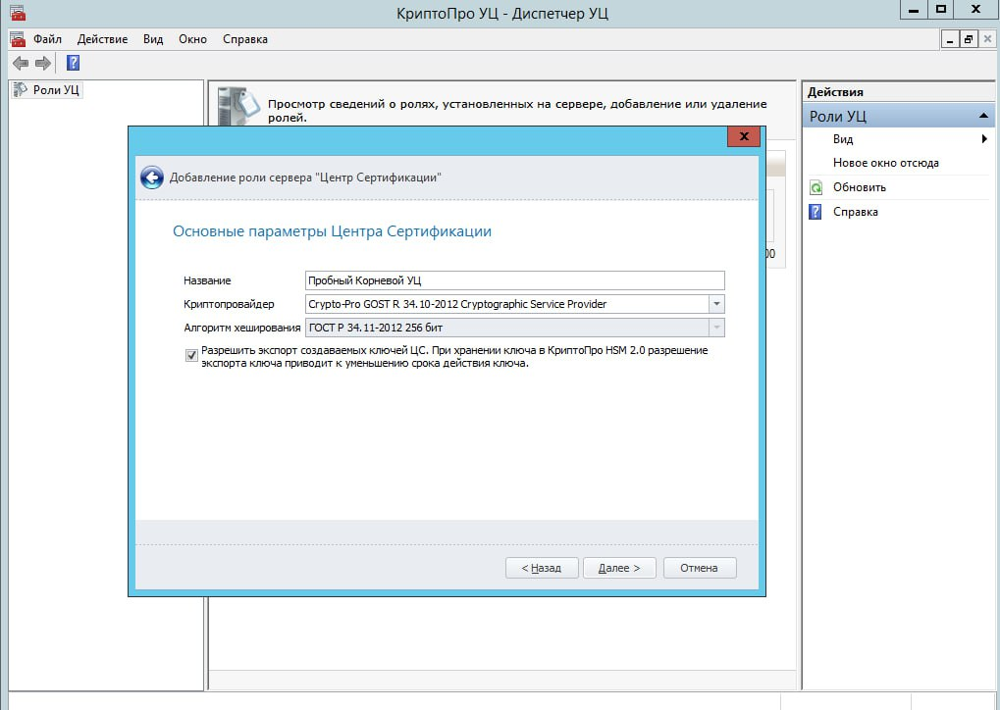 КриптоПро УЦ - Диспетчер УЦ
Файл Действие Вид Окно Справка
Роли УЦ
Просмотр сведений о ролях, установленных на сервере, добавление или удаление
ролей.
Добавление роли сервера "Центр Сертификации"
Основные параметры Центра Сертификации
Название Пробный Корневой УЦ
Криптопровайдер Crypto-Pro GOST R 34.10-2012 Cryptographic Service Provider
Алгоритм хеширования ГОСТ Р 34.11-2012 256 бит
Разрешить экспорт создаваемых ключей ЦС. При хранении ключа в КриптоПро HSM 2.0 разрешение
экспорта ключа приводит к уменьшению срока действия ключа.
< Назад Далее > Отмена
00
Действия
Роли УЦ
Вид
Новое окно отсюда
Обновить
Справка